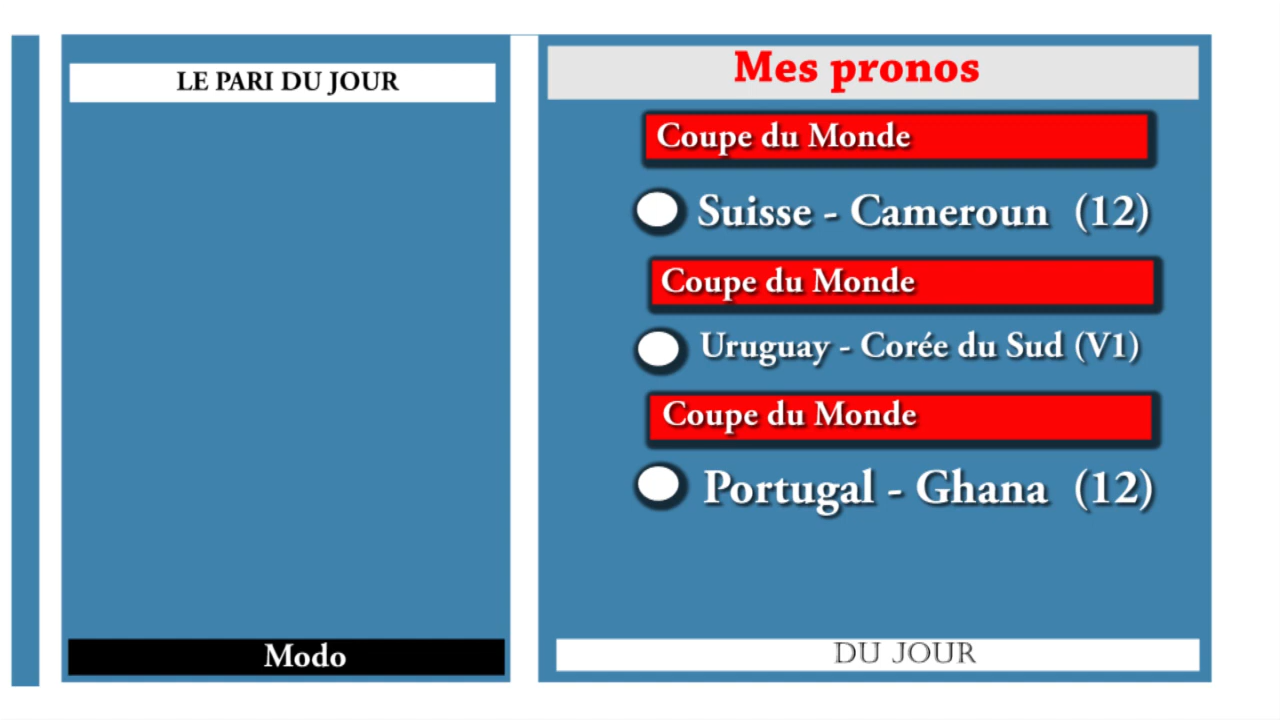 LE PARI DU JOUR
Modo
Mes pronos
Coupe du Monde
Suisse - Cameroun (12)
Coupe du Monde
Uruguay - Corée du Sud (V1)
Coupe du Monde
Portugal - Ghana (12)
DU JOUR